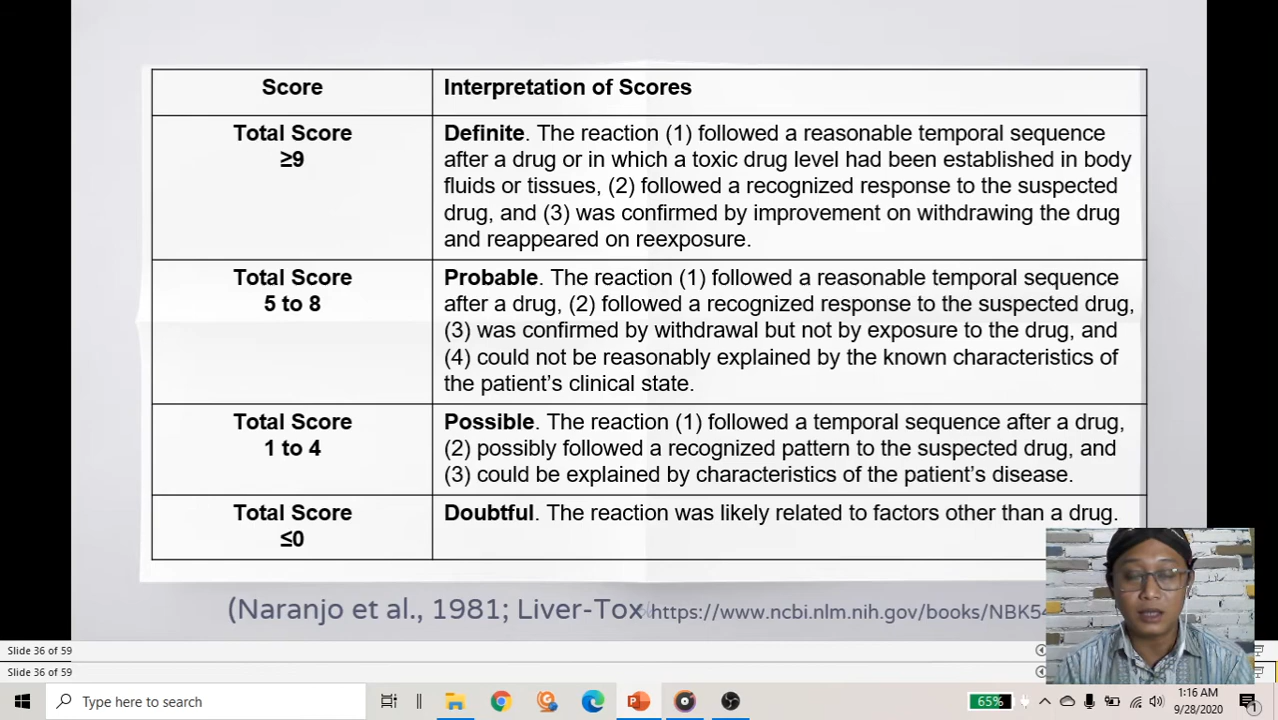 Score
Interpretation of Scores
Total Score
≥9
Definite. The reaction (1) followed a reasonable temporal sequence
after a drug or in which a toxic drug level had been established in body
fluids or tissues, (2) followed a recognized response to the suspected
drug, and (3) was confirmed by improvement on withdrawing the drug
and reappeared on reexposure.
Total Score
5 to 8
Probable. The reaction (1) followed a reasonable temporal sequence
after a drug, (2) followed a recognized response to the suspected drug,
(3) was confirmed by withdrawal but not by exposure to the drug, and
(4) could not be reasonably explained by the known characteristics of
the patient’s clinical state.
Total Score
1 to 4
Possible. The reaction (1) followed a temporal sequence after a drug,
(2) possibly followed a recognized pattern to the suspected drug, and
(3) could be explained by characteristics of the patient’s disease.
Total Score
≤0
Doubtful. The reaction was likely related to factors other than a drug.
(Naranjo et al., 1981; Liver-Tox https://www.ncbi.nlm.nih.gov/books/NBK54
Slide 36 of 59
Slide 36 of 59
Type here to search
65%
1:16 AM
9/28/2020
1